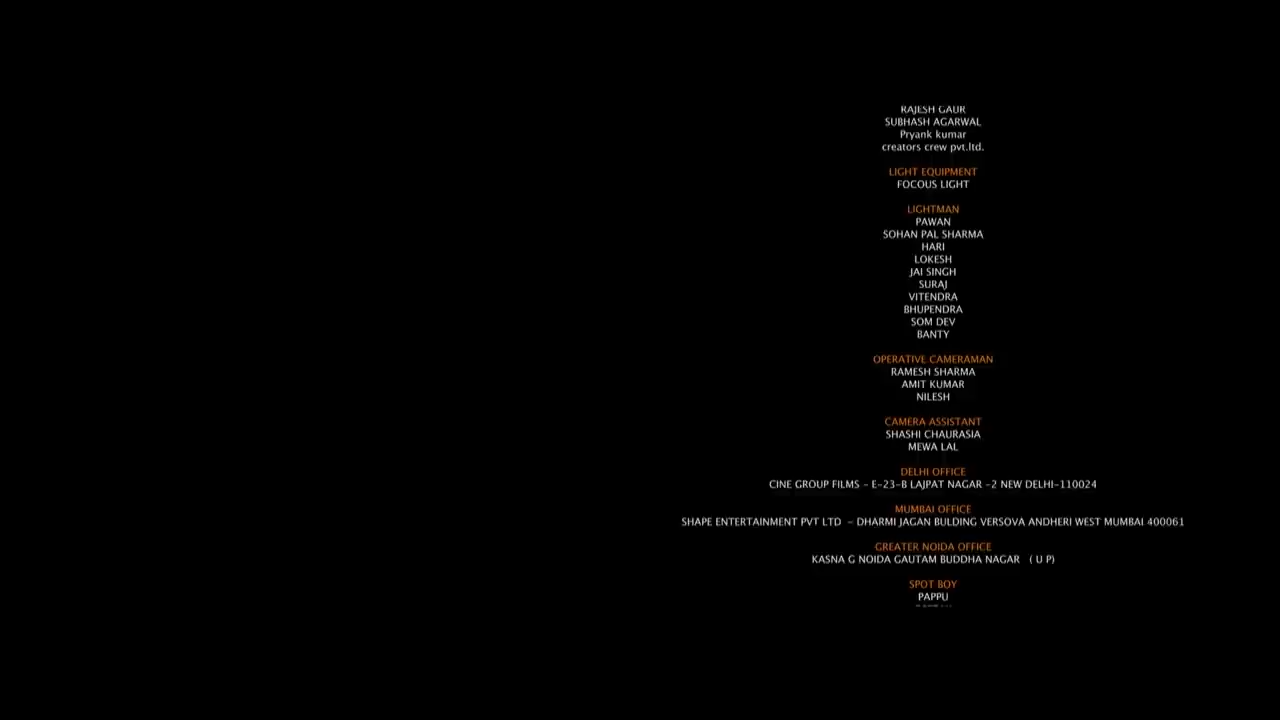 RAJESH GAUR
SUBHASH AGARWAL
Pryank kumar
creators crew pvt.ltd.
LIGHT EQUIPMENT
FOCOUS LIGHT
LIGHTMAN
PAWAN
SOHAN PAL SHARMA
HARI
LOKESH
JAI SINGH
SURAJ
VITENDRA
BHUPENDRA
SOM DEV
BANTY
OPERATIVE CAMERAMAN
RAMESH SHARMA
AMIT KUMAR
NILESH
CAMERA ASSISTANT
SHASHI CHAURASIA
MEWA LAL
DELHI OFFICE
CINE GROUP FILMS - E-23-B LAJPAT NAGAR -2 NEW DELHI-110024
MUMBAI OFFICE
SHAPE ENTERTAINMENT PVT LTD - DHARMI JAGAN BULDING VERSOVA ANDHERI WEST MUMBAI 400061
GREATER NOIDA OFFICE
KASNA G NOIDA GAUTAM BUDDHA NAGAR ( U P)
SPOT BOY
PAPPU